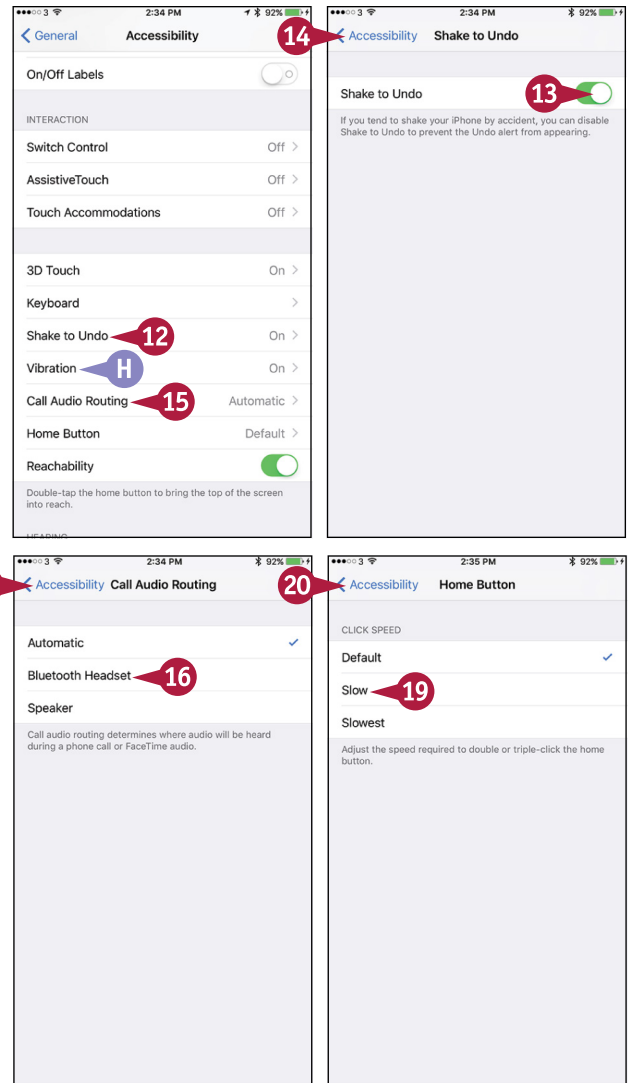 3 2:34 PM 92%
General Accessibility
On/Off Labels
INTERACTION
Switch Control Off
AssistiveTouch Off
Touch Accommodations Off
3D Touch On
Keyboard
Shake to Undo 12 On
Vibration H On
Call Audio Routing 15 Automatic
Home Button Default
Reachability
Double-tap the home button to bring the top of the screen
into reach.
HEARING
3 2:34 PM 92%
14 Accessibility Shake to Undo
Shake to Undo 13
If you tend to shake your iPhone by accident, you can disable
Shake to Undo to prevent the Undo alert from appearing.
3 2:34 PM 92%
Accessibility Call Audio Routing
Automatic
Bluetooth Headset 16
Speaker
Call audio routing determines where audio will be heard
during a phone call or FaceTime audio.
3 2:35 PM 92%
20 Accessibility Home Button
CLICK SPEED
Default
Slow 19
Slowest
Adjust the speed required to double or triple-click the home
button.